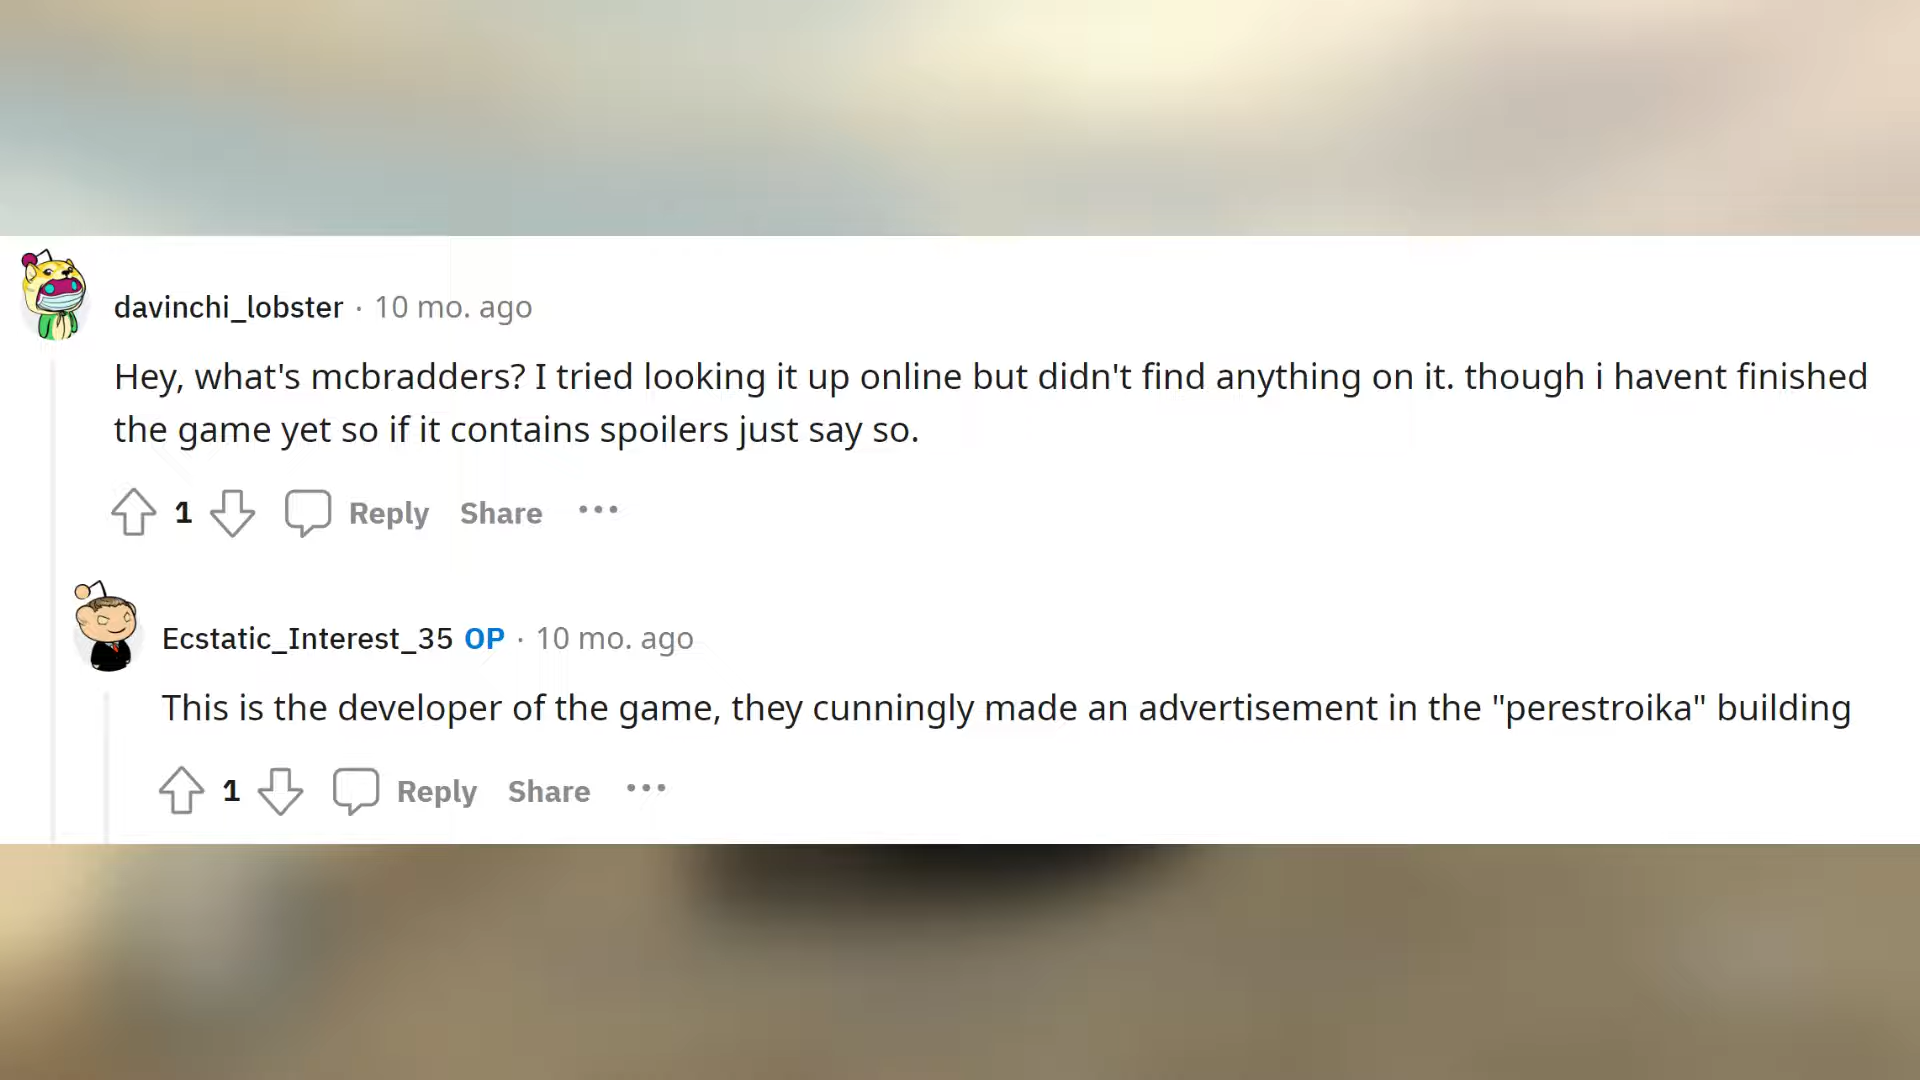 davinchi_lobster · 10 mo. ago
Hey, what's mcbradders? I tried looking it up online but didn't find anything on it. though i havent finished
the game yet so if it contains spoilers just say so.
1 Reply Share ...
Ecstatic_Interest_35 OP · 10 mo. ago
This is the developer of the game, they cunningly made an advertisement in the "perestroika" building
1 Reply Share ...